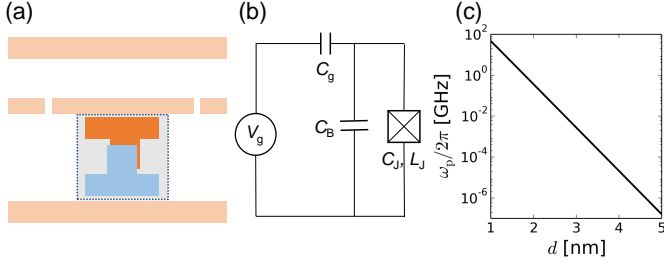 (a)
(b)
C_g
V_g
C_B
C_J, L_J
(c)
ω_p/2π [GHz]
10^2
10^0
10^-2
10^-4
10^-6
1 2 3 4 5
d [nm]